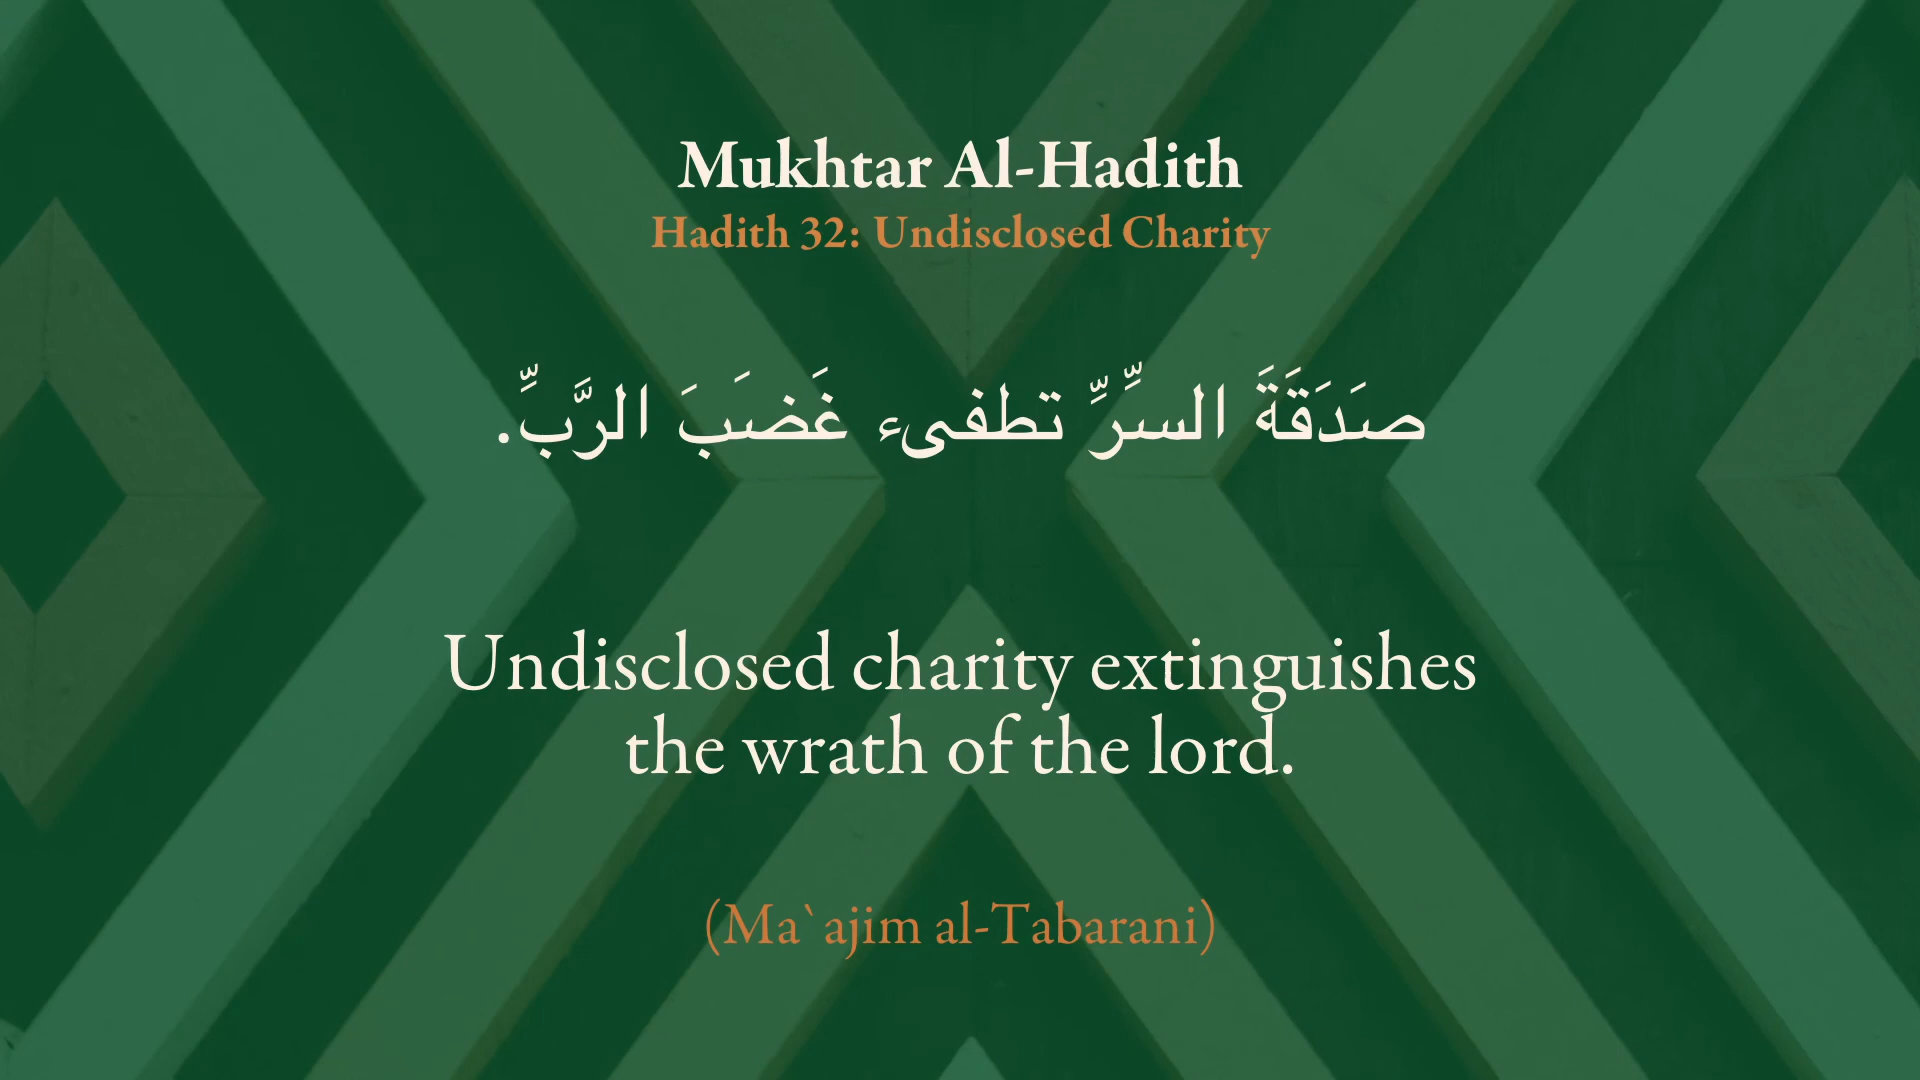 Mukhtar Al-Hadith
Hadith 32: Undisclosed Charity
صَدَقَةَ السِّرِّ تطفىء غَضَبَ الرَّبِّ.
Undisclosed charity extinguishes
the wrath of the lord.
(Ma`ajim al-Tabarani)